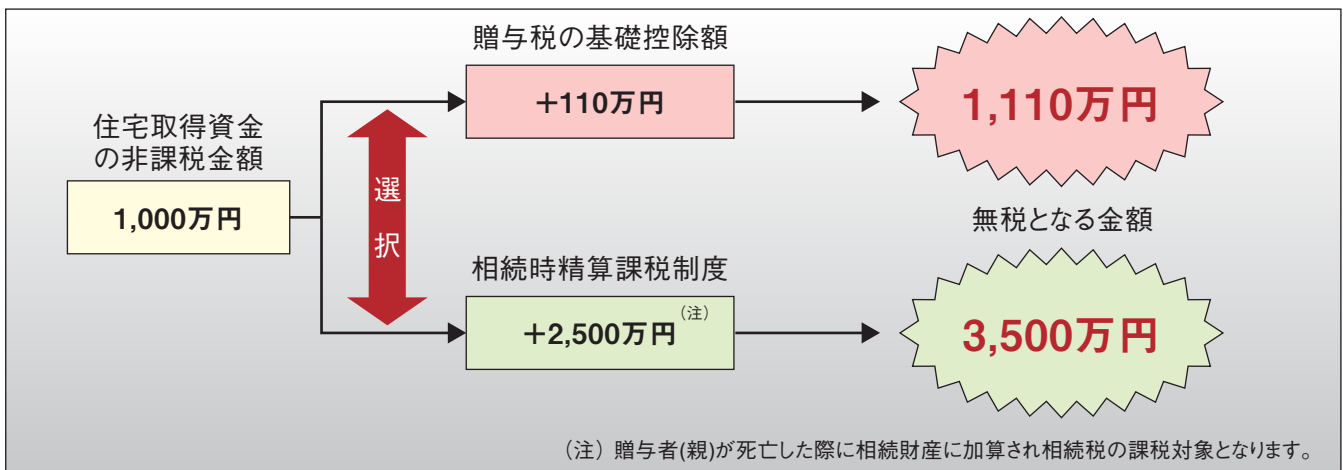 住宅取得資金
の非課税金額
1,000万円
選択
贈与税の基礎控除額
+110万円
1,110万円
無税となる金額
相続時精算課税制度
+2,500万円(注)
3,500万円
(注) 贈与者(親)が死亡した際に相続財産に加算され相続税の課税対象となります。